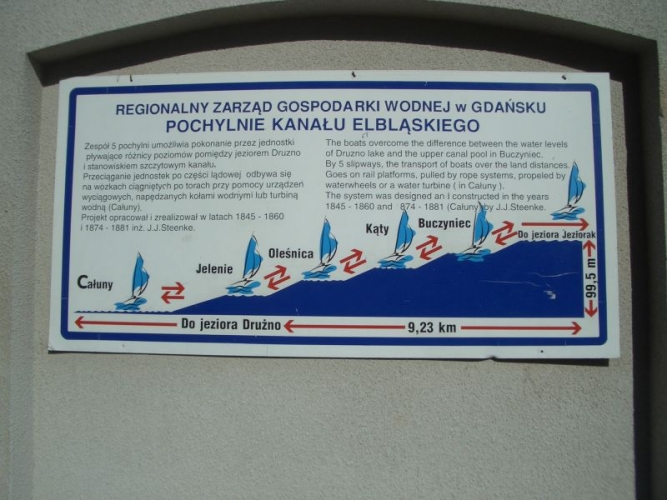 REGIONALNY ZARZĄD GOSPODARKI WODNEJ w GDAŃSKU
POCHYLNIE KANAŁU ELBLĄSKIEGO
Zespół 5 pochylni umożliwia pokonanie przez jednostki
pływające różnicy poziomów pomiędzy jeziorem Druzno
i stanowiskiem szczytowym kanału.
Przeciąganie jednostek po części lądowej odbywa się
na wózkach ciągniętych po torach przy pomocy urządzeń
wyciągowych, napędzanych kołami wodnymi lub turbiną
wodną (Całuny),
Projekt opracował i zrealizował w latach 1845 - 1860
i 1874 - 1881 inż. J.J.Steenke.
The boats overcome the difference between the water levels
of Druzno lake and the upper canal pool in Buczyniec.
By 5 slipways, the transport of boats over the land distances.
Goes on rail platforms, pulled by rope systems, propeled by
waterwheels or a water turbine ( in Całuny ).
The system was designed an I constructed in the years
1845 - 1860 and 874 - 1881 (Całuny) by J.J.Steenke.
Całuny
Jelenie
Oleśnica
Kąty
Buczyniec
Do jeziora Jeziorak
99,5 m
Do jeziora Drużno
9,23 km